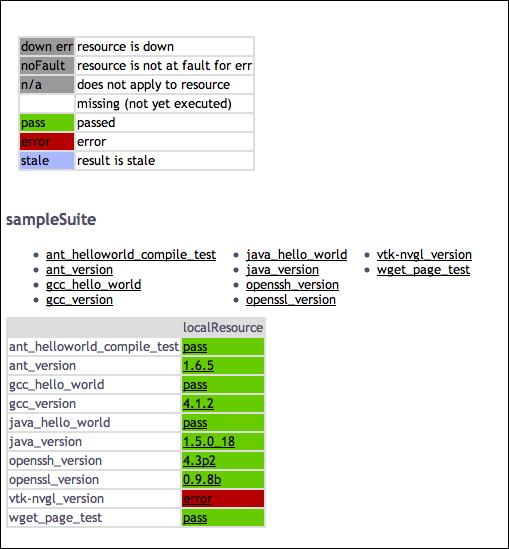 down err resource is down
noFault resource is not at fault for err
n/a does not apply to resource
missing (not yet executed)
pass passed
error error
stale result is stale
sampleSuite
ant_helloworld_compile_test java_hello_world vtk-nvgl_version
ant_version java_version wget_page_test
gcc_hello_world openssh_version
gcc_version openssl_version
localResource
ant_helloworld_compile_test pass
ant_version 1.6.5
gcc_hello_world pass
gcc_version 4.1.2
java_hello_world pass
java_version 1.5.0_18
openssh_version 4.3p2
openssl_version 0.9.8b
vtk-nvgl_version error
wget_page_test pass